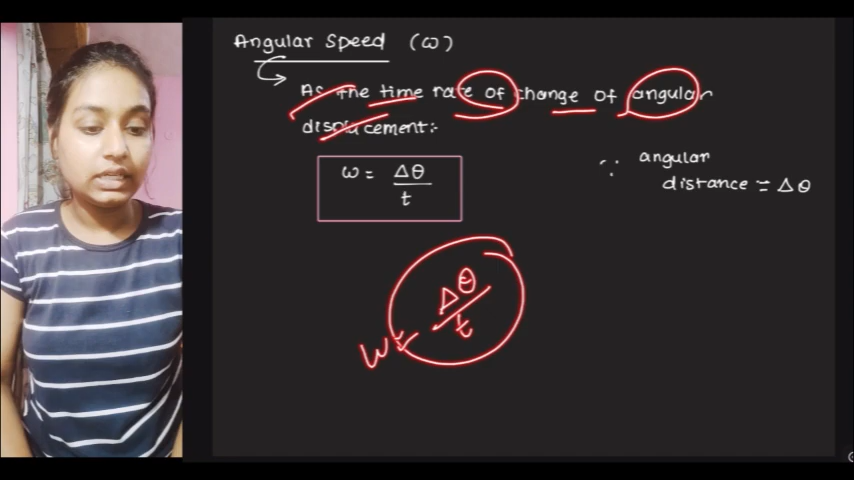 Angular Speed (ω)
As the time rate of change of angular
displacement:-
ω = Δθ/t
∵ angular
distance = Δθ
ω = Δθ/t